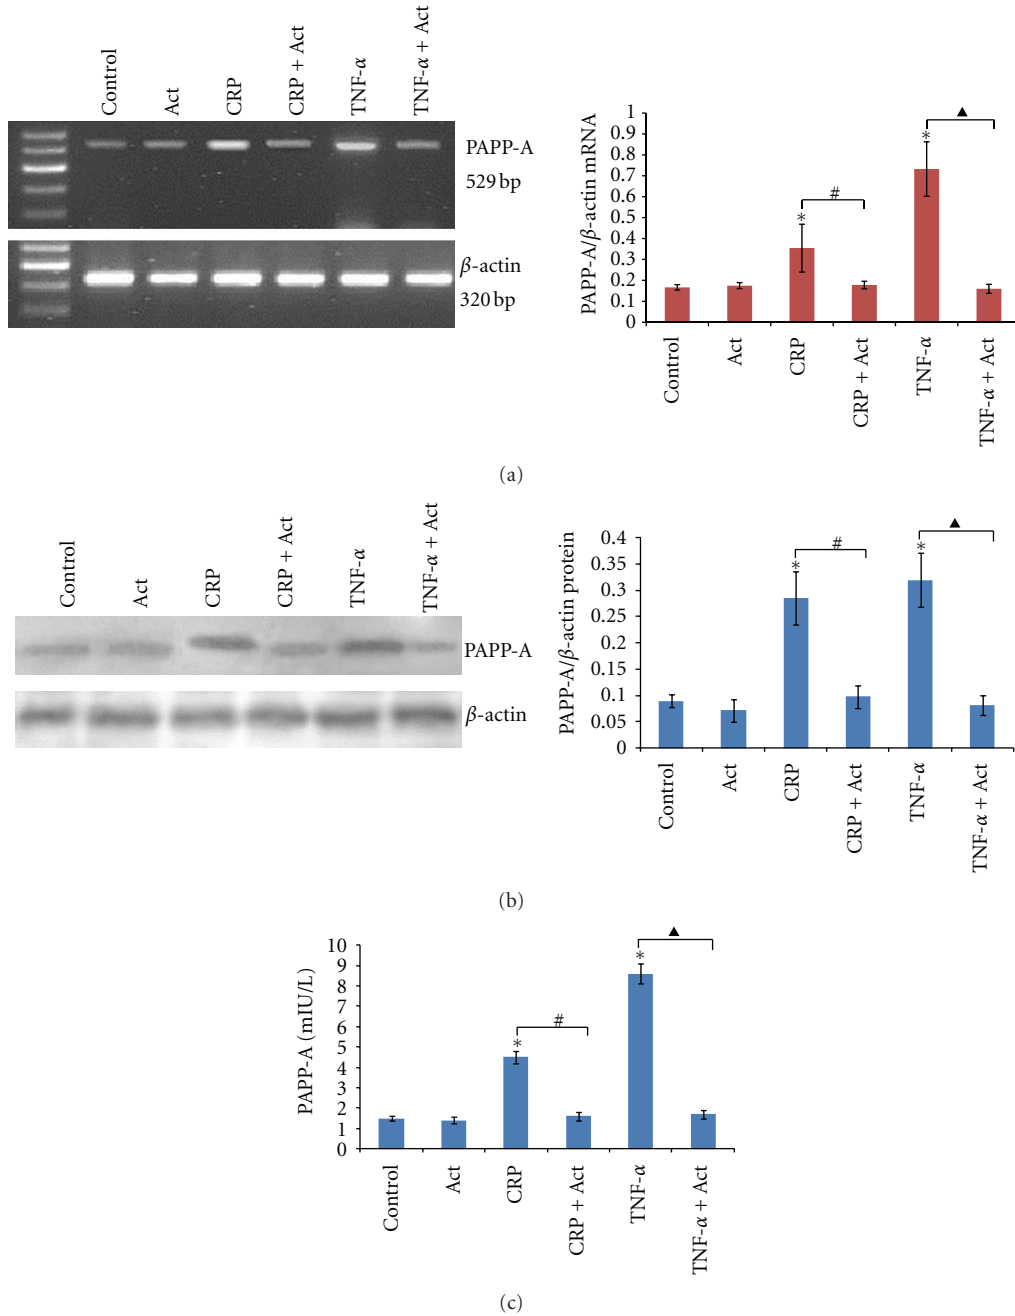 Control
Act
CRP
CRP + Act
TNF-α
TNF-α + Act
PAPP-A
529 bp
β-actin
320 bp
PAPP-A/β-actin mRNA
1
0.9
0.8
0.7
0.6
0.5
0.4
0.3
0.2
0.1
0
*
#
*
▲
Control
Act
CRP
CRP + Act
TNF-α
TNF-α + Act
(a)
Control
Act
CRP
CRP + Act
TNF-α
TNF-α + Act
PAPP-A
β-actin
PAPP-A/β-actin protein
0.4
0.35
0.3
0.25
0.2
0.15
0.1
0.05
0
*
#
*
▲
Control
Act
CRP
CRP + Act
TNF-α
TNF-α + Act
(b)
PAPP-A (mIU/L)
10
9
8
7
6
5
4
3
2
1
0
*
#
*
▲
Control
Act
CRP
CRP + Act
TNF-α
TNF-α + Act
(c)